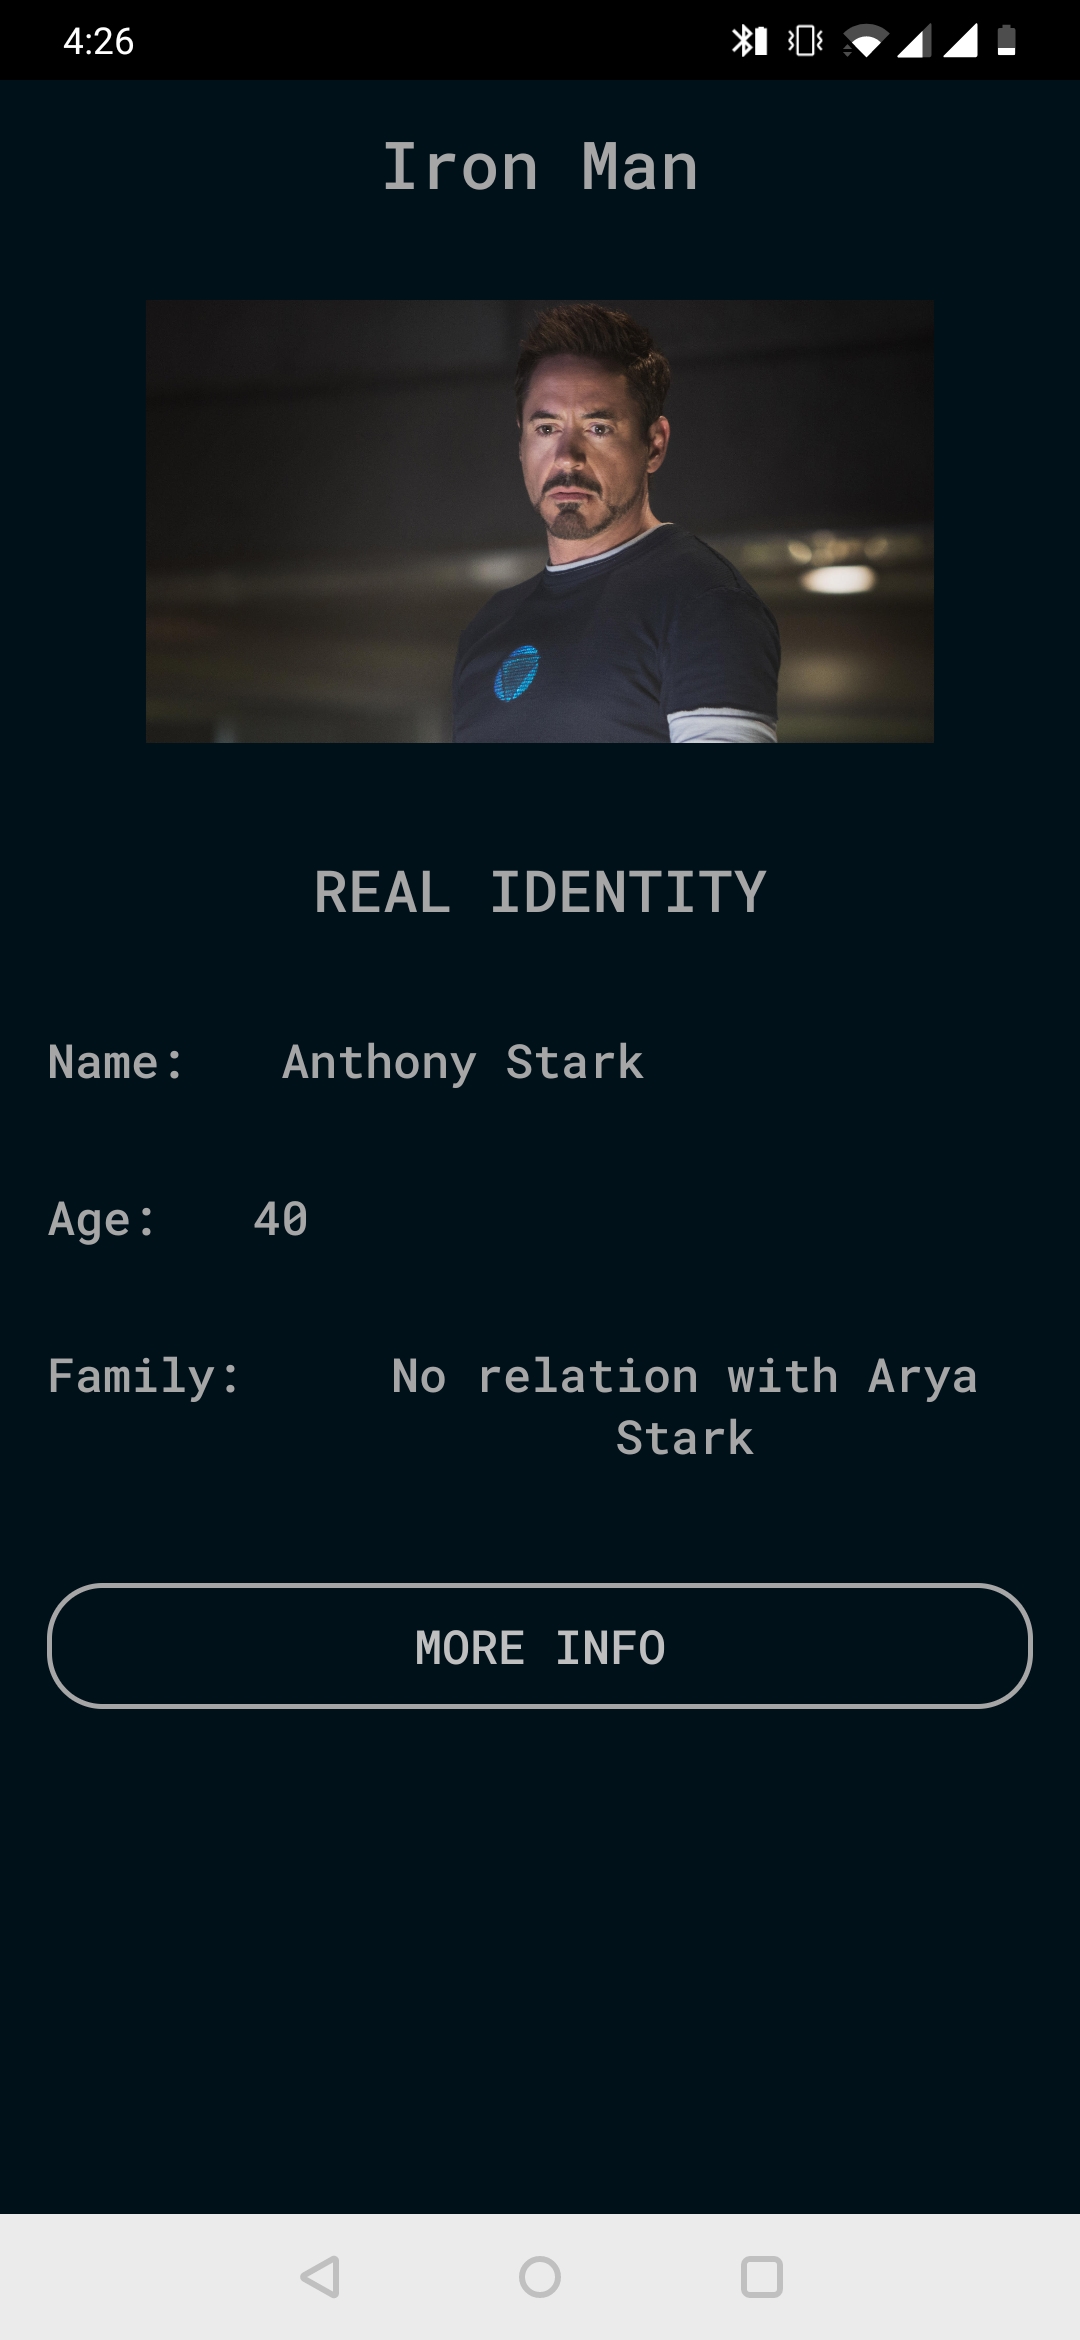 4:26
Iron Man
REAL IDENTITY
Name: Anthony Stark
Age: 40
Family: No relation with Arya
Stark
MORE INFO